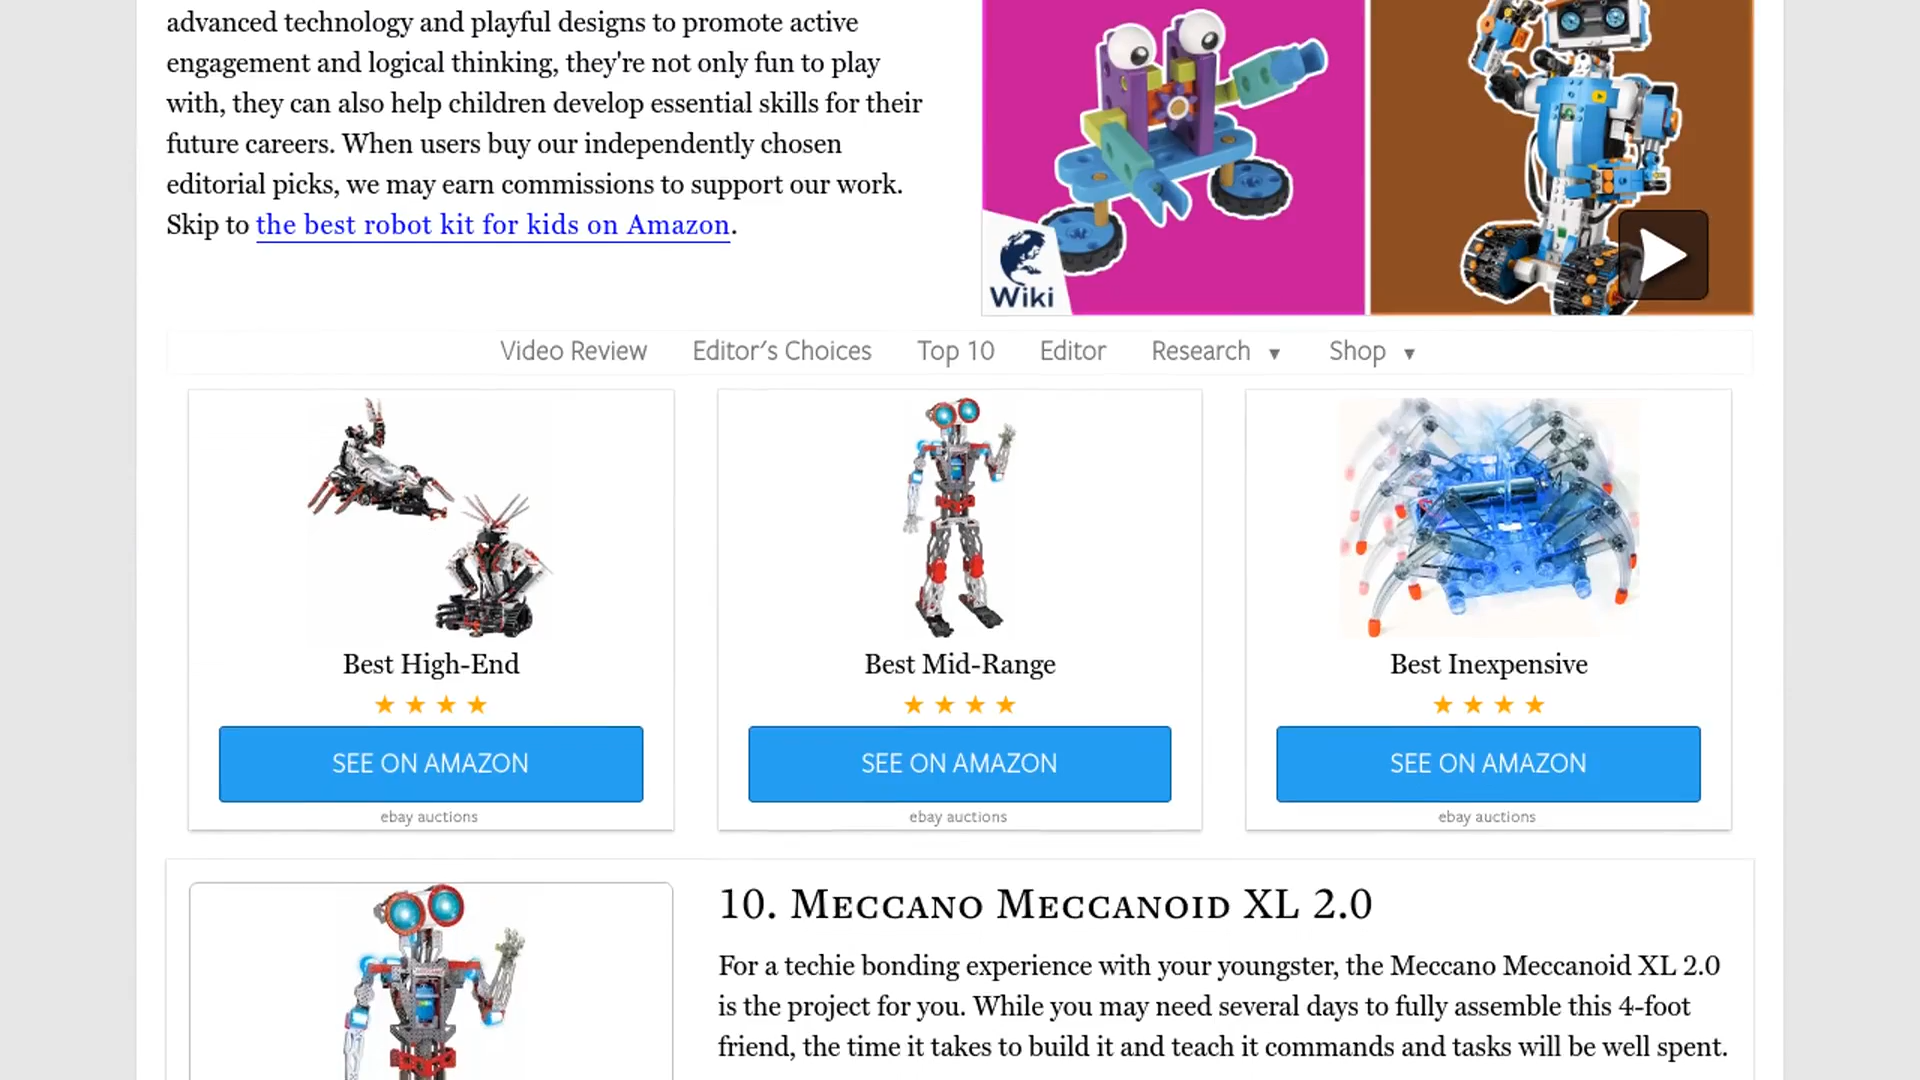 advanced technology and playful designs to promote active
engagement and logical thinking, they're not only fun to play
with, they can also help children develop essential skills for their
future careers. When users buy our independently chosen
editorial picks, we may earn commissions to support our work.
Skip to the best robot kit for kids on Amazon.
Wiki
Video Review Editor's Choices Top 10 Editor Research ▼ Shop ▼
Best High-End
★ ★ ★ ★
SEE ON AMAZON
ebay auctions
Best Mid-Range
★ ★ ★ ★
SEE ON AMAZON
ebay auctions
Best Inexpensive
★ ★ ★ ★
SEE ON AMAZON
ebay auctions
10. Meccano Meccanoid XL 2.0
For a techie bonding experience with your youngster, the Meccano Meccanoid XL 2.0
is the project for you. While you may need several days to fully assemble this 4-foot
friend, the time it takes to build it and teach it commands and tasks will be well spent.